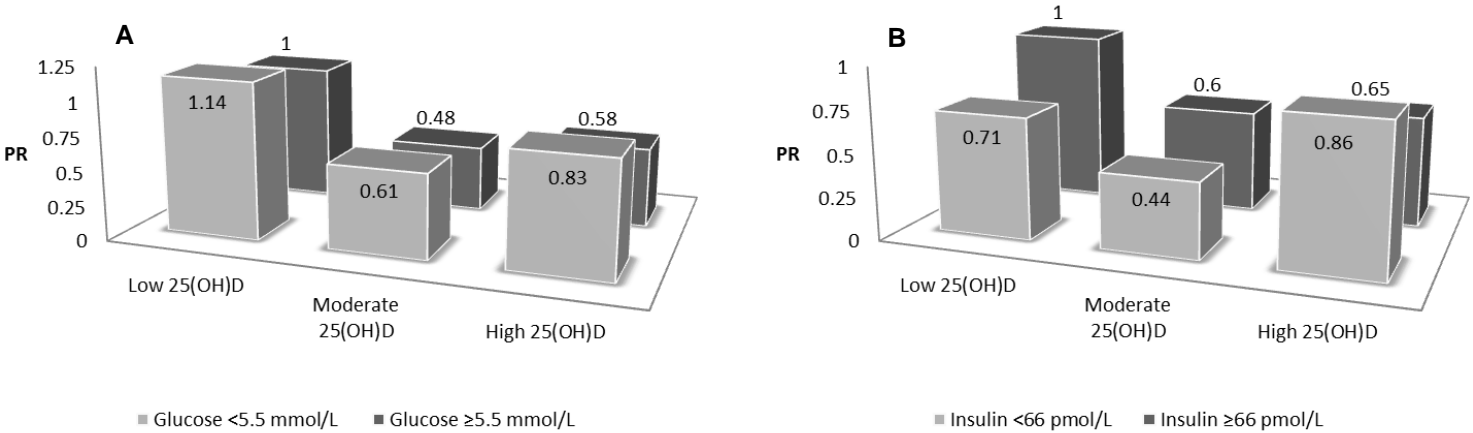 A
1.25
1
0.75
0.5
0.25
0
PR
1.14
1
0.61
0.48
0.83
0.58
Low 25(OH)D
Moderate
25(OH)D
High 25(OH)D
Glucose <5.5 mmol/L
Glucose ≥5.5 mmol/L
B
1
0.75
0.5
0.25
0
PR
0.71
1
0.44
0.6
0.86
0.65
Low 25(OH)D
Moderate
25(OH)D
High 25(OH)D
Insulin <66 pmol/L
Insulin ≥66 pmol/L